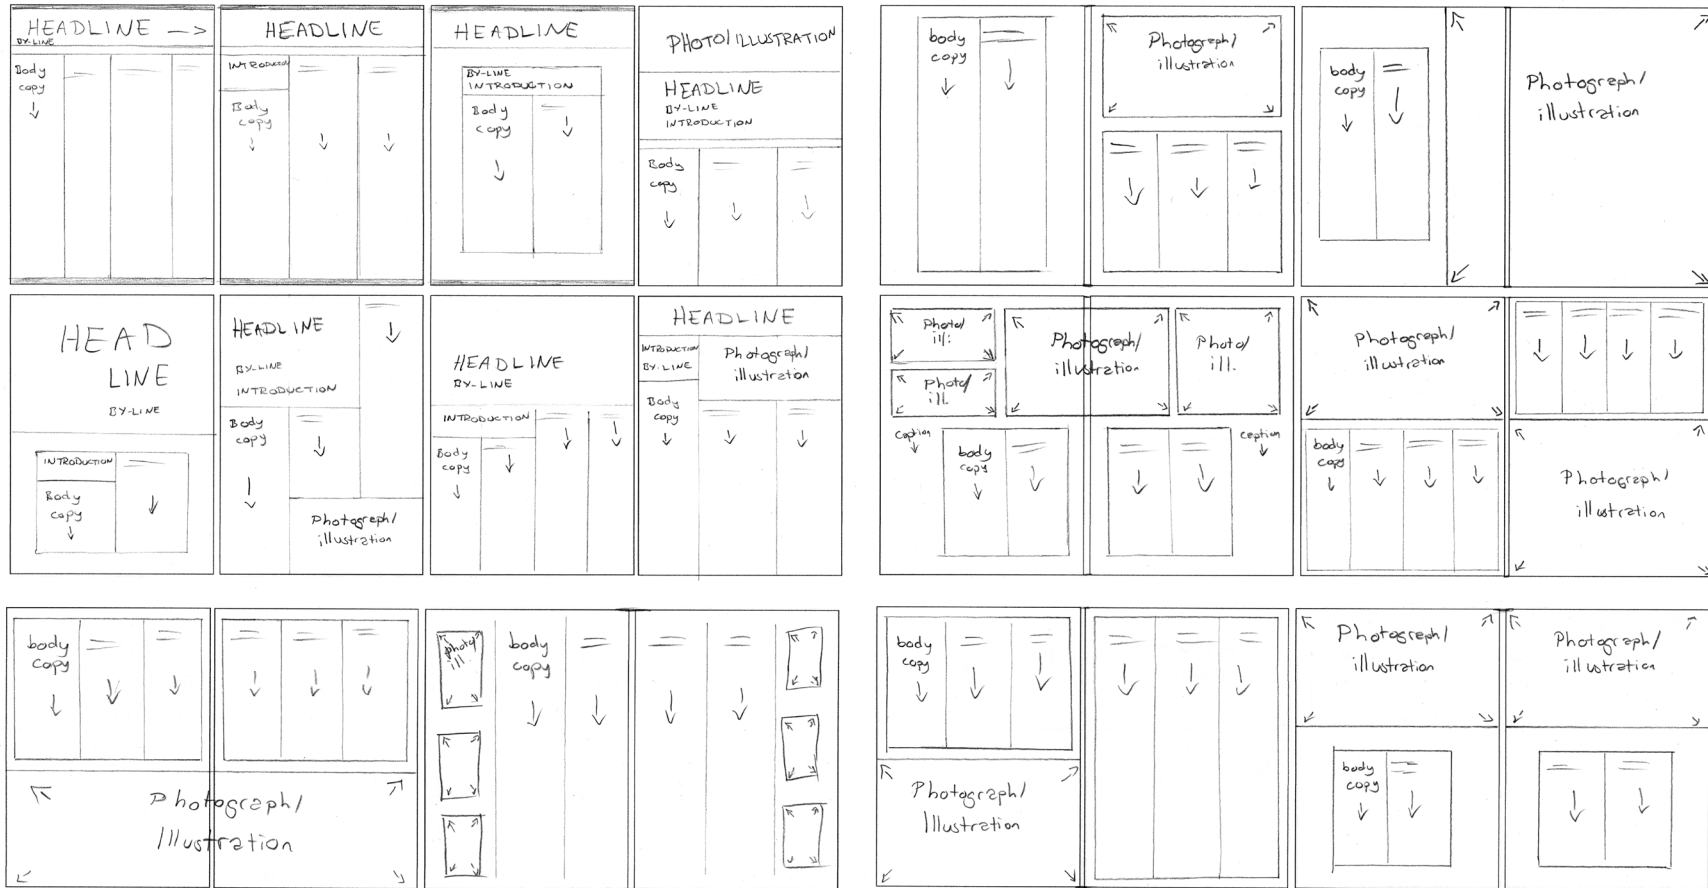 HEADLINE
BY-LINE
Body
copy
HEADLINE
INTRODUCTION
Body
copy
HEADLINE
BY-LINE
INTRODUCTION
Body
copy
PHOTO/ILLUSTRATION
HEADLINE
BY-LINE
INTRODUCTION
Body
copy
body
copy
Photograph/
illustration
body
copy
Photograph/
illustration
HEAD
LINE
BY-LINE
INTRODUCTION
Body
copy
HEADLINE
BY-LINE
INTRODUCTION
Body
copy
Photograph/
illustration
HEADLINE
BY-LINE
INTRODUCTION
Body
copy
HEADLINE
INTRODUCTION
BY-LINE
Body
copy
Photograph/
illustration
Photo/
ill.
Photo/
ill.
Photograph/
illustration
Photo/
ill.
Caption
body
copy
caption
Photograph/
illustration
body
copy
Photograph/
illustration
body
copy
Photograph/
Illustration
photo/
ill.
body
copy
body
copy
Photograph/
Illustration
Photograph/
illustration
body
copy
Photograph/
illustration